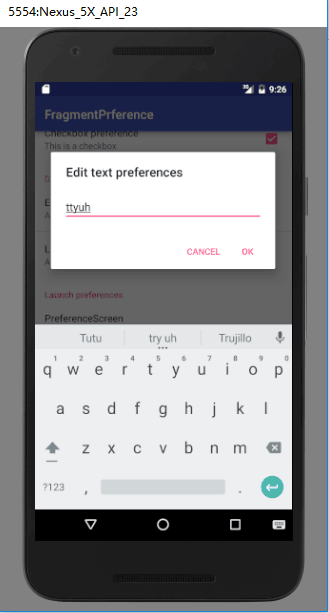 5554:Nexus_5X_API_23
9:26
FragmentPrference
Checkbox preference
This is a checkbox
Edit text preferences
ttyuh
CANCEL OK
Launch preferences
PreferenceScreen
Tutu try uh Trujillo
1 2 3 4 5 6 7 8 9 0
q w e r t y u i o p
a s d f g h j k l
z x c v b n m
?123 , .